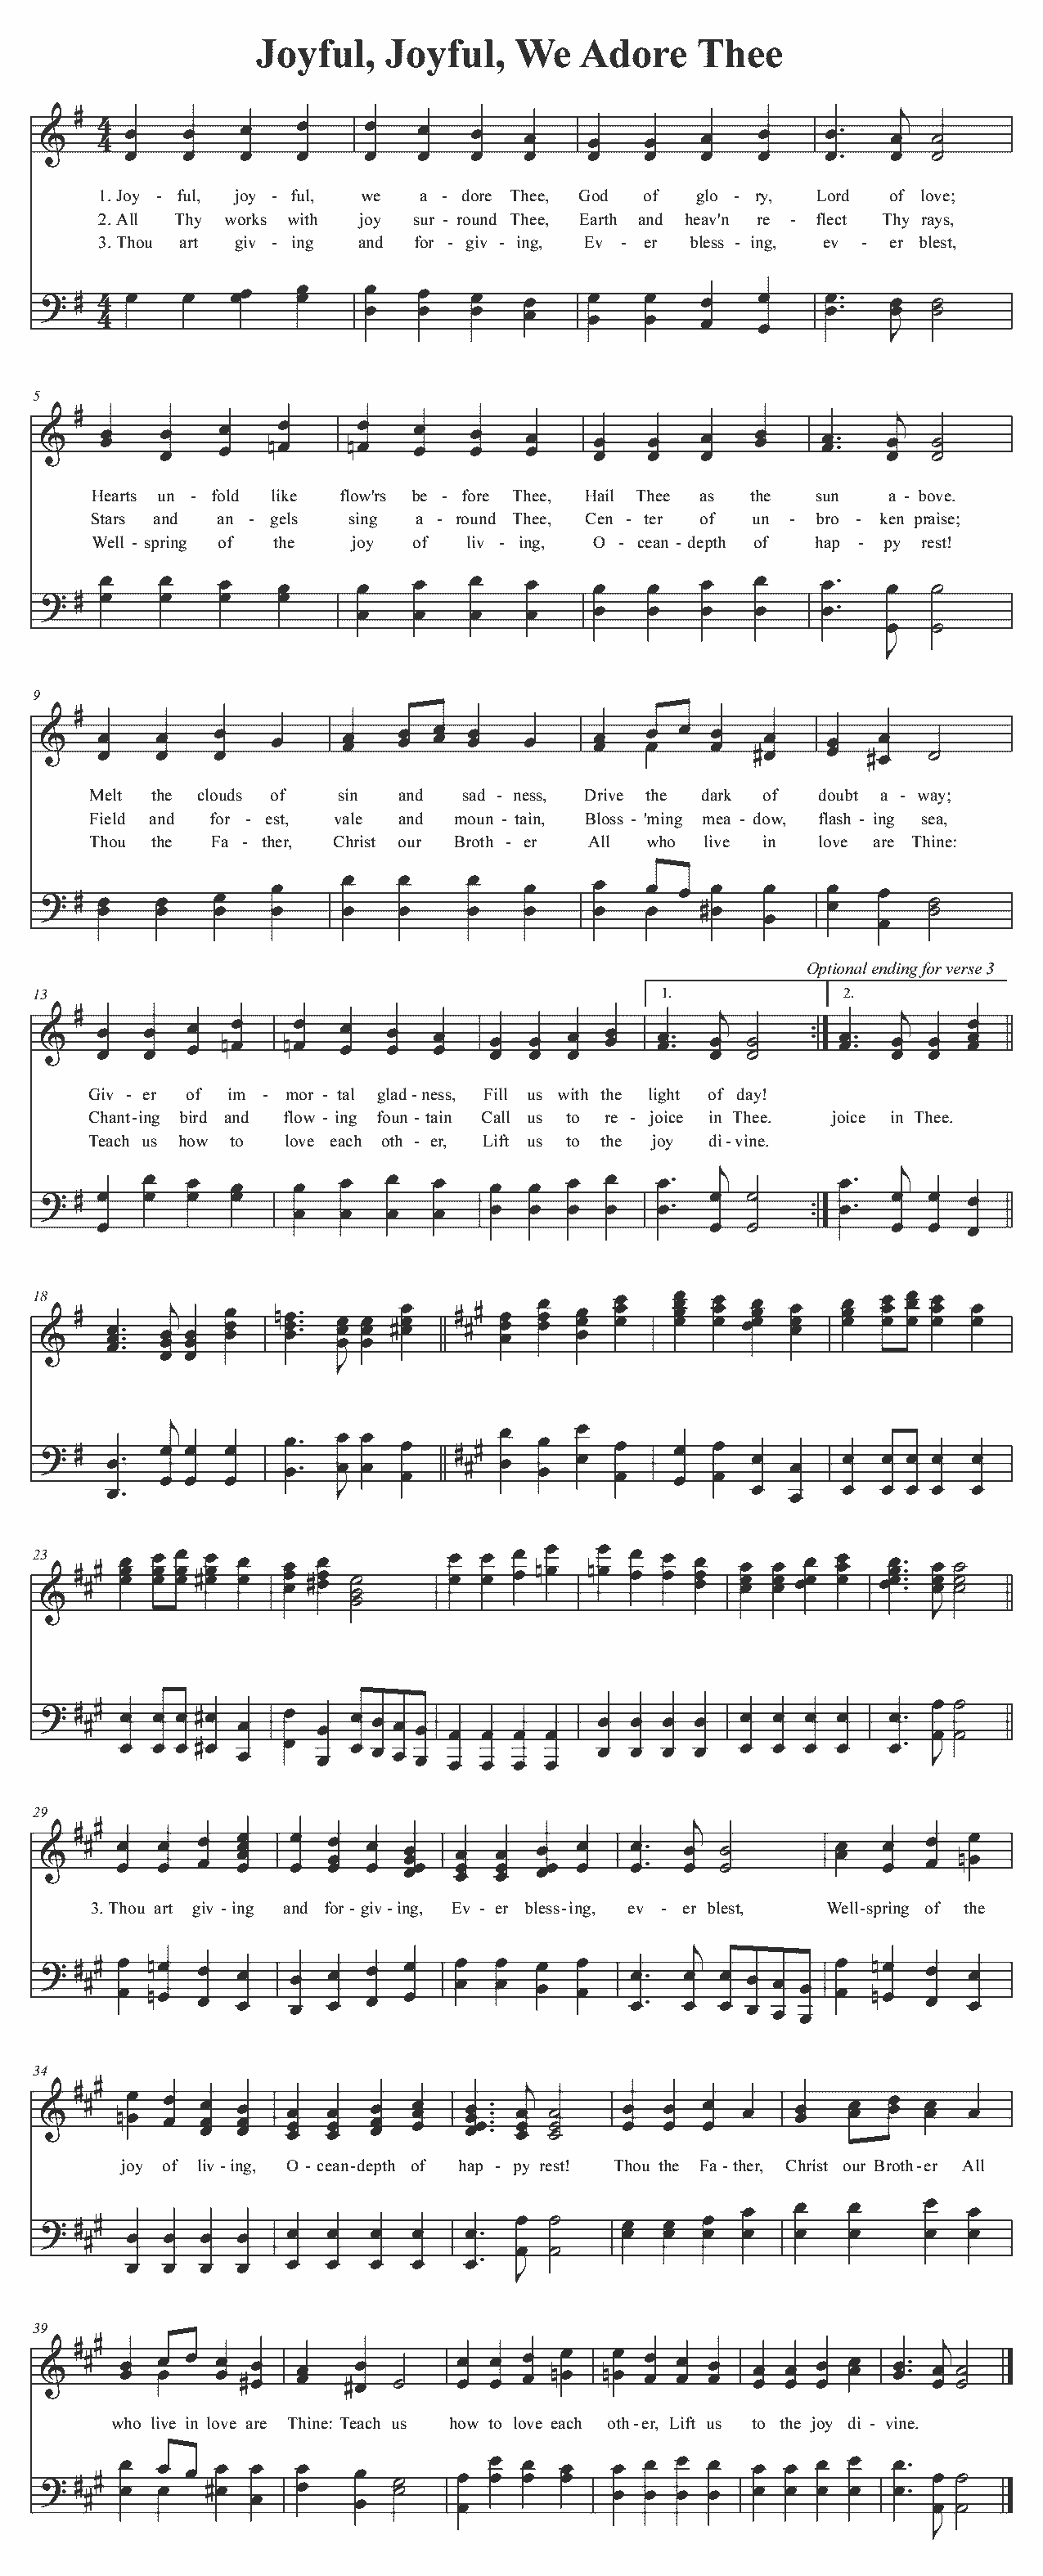 Joyful, Joyful, We Adore Thee
1. Joy - ful, joy - ful, we a - dore Thee, God of glo - ry, Lord of love;
2. All Thy works with joy sur - round Thee, Earth and heav'n re - flect Thy rays,
3. Thou art giv - ing and for - giv - ing, Ev - er bless - ing, ev - er blest,
5
Hearts un - fold like flow'rs be - fore Thee, Hail Thee as the sun a - bove.
Stars and an - gels sing a - round Thee, Cen - ter of un - bro - ken praise;
Well - spring of the joy of liv - ing, O - cean - depth of hap - py rest!
9
Melt the clouds of sin and sad - ness, Drive the dark of doubt a - way;
Field and for - est, vale and moun - tain, Bloss - 'ming mea - dow, flash - ing sea,
Thou the Fa - ther, Christ our Broth - er All who live in love are Thine:
Optional ending for verse 3
13 1. 2.
Giv - er of im - mor - tal glad - ness, Fill us with the light of day!
Chant-ing bird and flow - ing foun - tain Call us to re - joice in Thee. joice in Thee.
Teach us how to love each oth - er, Lift us to the joy di - vine.
18
23
29
3. Thou art giv - ing and for - giv - ing, Ev - er bless-ing, ev - er blest, Well-spring of the
34
joy of liv - ing, O - cean-depth of hap - py rest! Thou the Fa - ther, Christ our Broth-er All
39
who live in love are Thine: Teach us how to love each oth - er, Lift us to the joy di - vine.